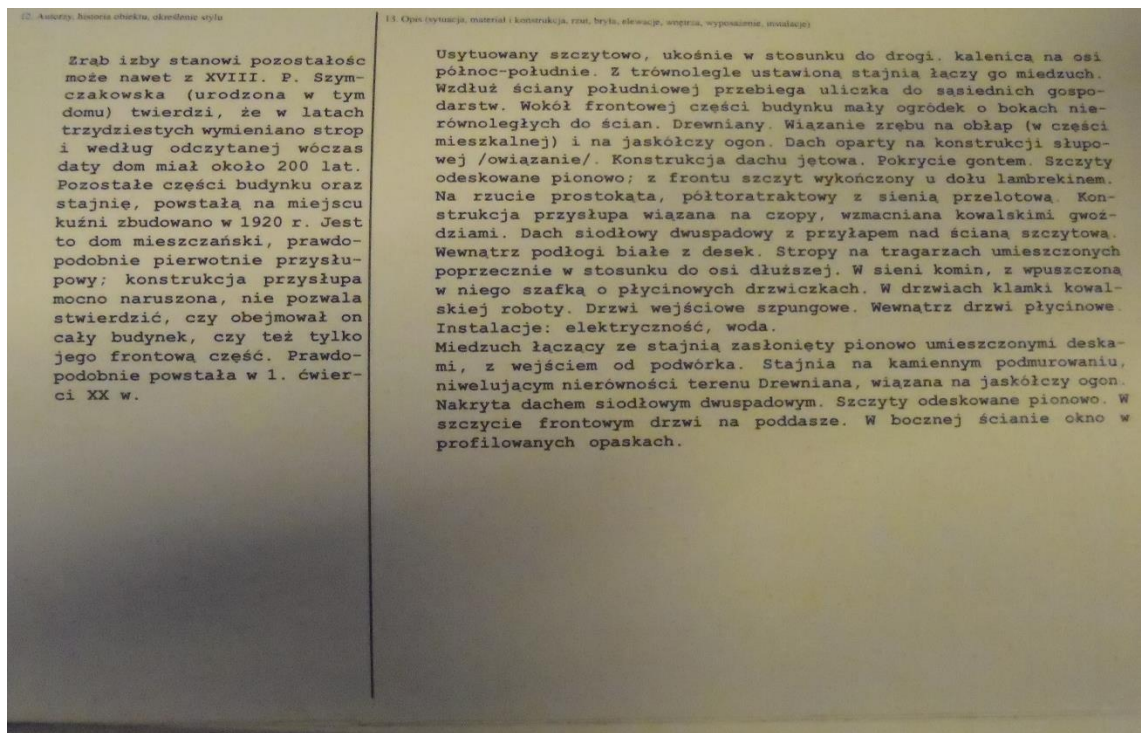 12. Autorzy, historia obiektu, określenie stylu
Zrąb izby stanowi pozostałośc
może nawet z XVIII. P. Szym-
czakowska (urodzona w tym
domu) twierdzi, że w latach
trzydziestych wymieniano strop
i według odczytanej wóczas
daty dom miał około 200 lat.
Pozostałe części budynku oraz
stajnię, powstałą na miejscu
kuźni zbudowano w 1920 r. Jest
to dom mieszczański, prawdo-
podobnie pierwotnie przysłu-
powy; konstrukcja przysłupa
mocno naruszona, nie pozwala
stwierdzić, czy obejmował on
cały budynek, czy też tylko
jego frontową część. Prawdo-
podobnie powstała w 1. ćwier-
ci XX w.
13. Opis (sytuacja, materiał i konstrukcja, rzut, bryła, elewacje, wnętrza, wyposażenie, instalacje)
Usytuowany szczytowo, ukośnie w stosunku do drogi. kalenicą na osi
północ-południe. Z trównolegle ustawioną stajnią łączy go miedzuch.
Wzdłuż ściany południowej przebiega uliczka do sąsiednich gospo-
darstw. Wokół frontowej części budynku mały ogródek o bokach nie-
równoległych do ścian. Drewniany. Wiązanie zrębu na obłap (w części
mieszkalnej) i na jaskółczy ogon. Dach oparty na konstrukcji słupo-
wej /owiązanie/. Konstrukcja dachu jętowa. Pokrycie gontem. Szczyty
odeskowane pionowo; z frontu szczyt wykończony u dołu lambrekinem.
Na rzucie prostokąta, półtoratraktowy z sienią przelotową. Kon-
strukcja przysłupa wiązana na czopy, wzmacniana kowalskimi gwoź-
dziami. Dach siodłowy dwuspadowy z przyłapem nad ścianą szczytową.
Wewnątrz podłogi białe z desek. Stropy na tragarzach umieszczonych
poprzecznie w stosunku do osi dłuższej. W sieni komin, z wpuszczoną
w niego szafką o płycinowych drzwiczkach. W drzwiach klamki kowal-
skiej roboty. Drzwi wejściowe szpungowe. Wewnątrz drzwi płycinowe.
Instalacje: elektryczność, woda.
Miedzuch łączący ze stajnią zasłonięty pionowo umieszczonymi deska-
mi, z wejściem od podwórka. Stajnia na kamiennym podmurowaniu,
niwelującym nierówności terenu Drewniana, wiązana na jaskółczy ogon.
Nakryta dachem siodłowym dwuspadowym. Szczyty odeskowane pionowo. W
szczycie frontowym drzwi na poddasze. W bocznej ścianie okno w
profilowanych opaskach.